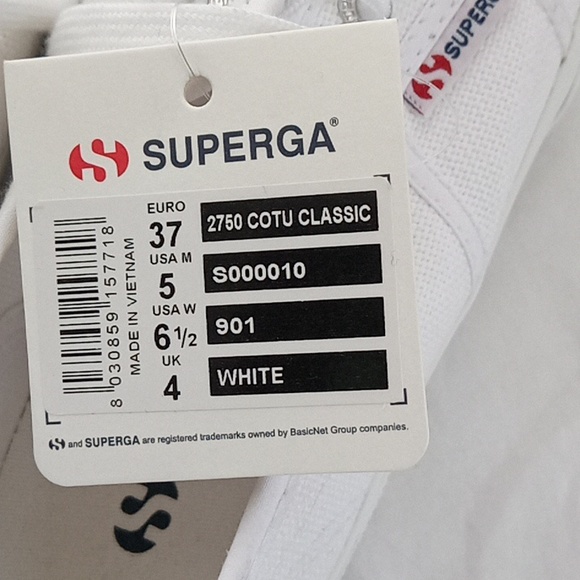 SUPERG
SUPERGA®
EURO
37
USA M
5
USA W
6 1/2
UK
4
2750 COTU CLASSIC
S000010
901
WHITE
8 030859 157718
MADE IN VIETNAM
and SUPERGA are registered trademarks owned by BasicNet Group companies.